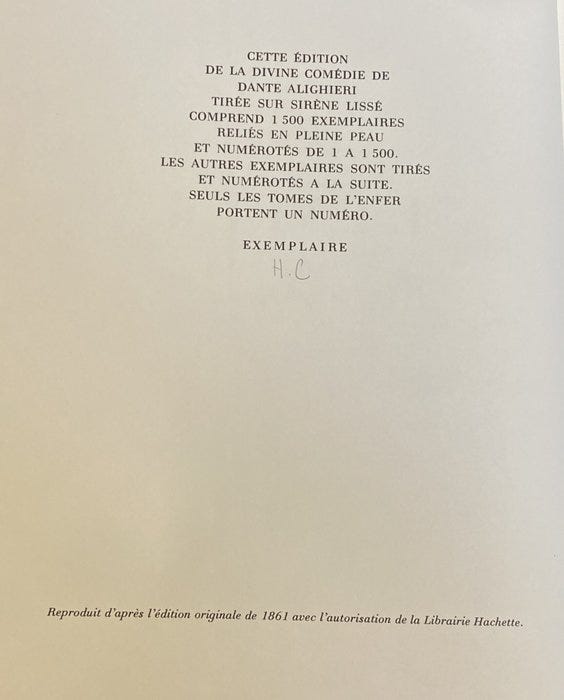 CETTE ÉDITION
DE LA DIVINE COMÉDIE DE
DANTE ALIGHIERI
TIRÉE SUR SIRÈNE LISSÉ
COMPREND 1 500 EXEMPLAIRES
RELIÉS EN PLEINE PEAU
ET NUMÉROTÉS DE 1 A 1 500.
LES AUTRES EXEMPLAIRES SONT TIRÉS
ET NUMÉROTÉS A LA SUITE.
SEULS LES TOMES DE L'ENFER
PORTENT UN NUMÉRO.
EXEMPLAIRE
H.C
Reproduit d'après l'édition originale de 1861 avec l'autorisation de la Librairie Hachette.